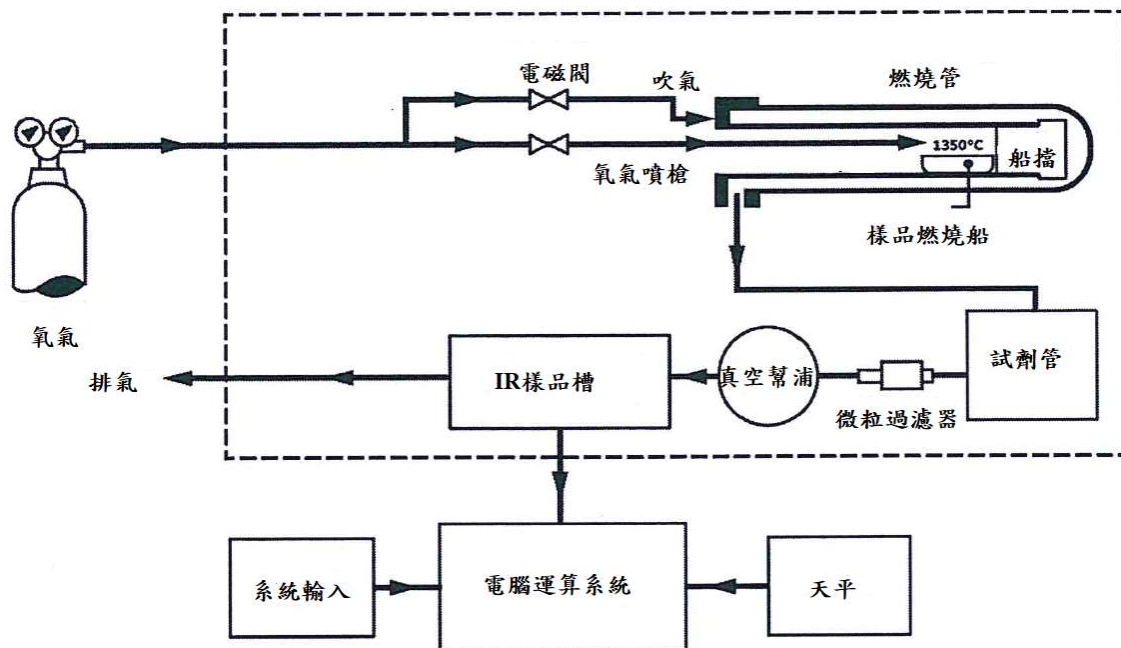 電磁閥
吹氣
燃燒管
1350°C
船擋
氧氣噴槍
樣品燃燒船
氧氣
試劑管
排氣
IR樣品槽
真空幫浦
微粒過濾器
系統輸入
電腦運算系統
天平